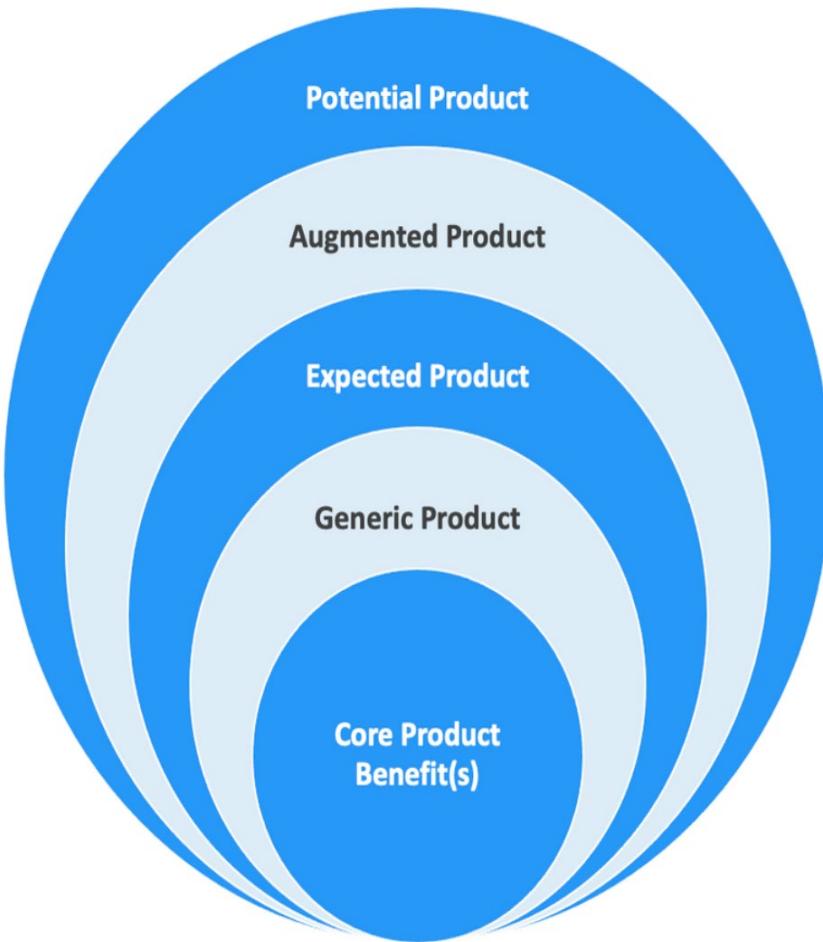 Potential Product
Augmented Product
Expected Product
Generic Product
Core Product
Benefit(s)